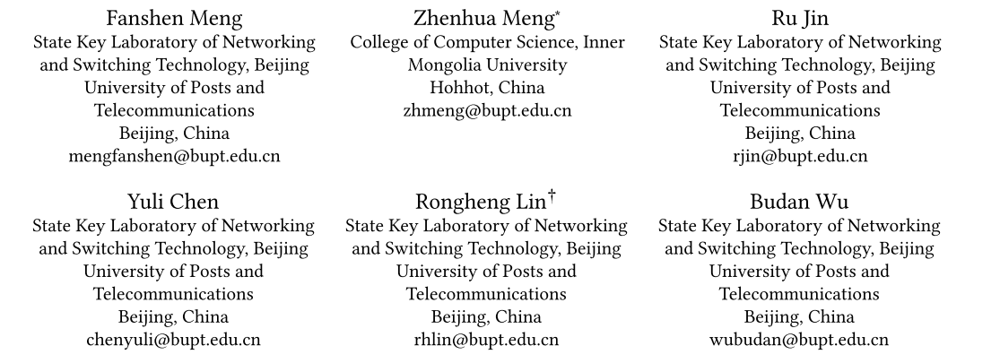 Fanshen Meng
State Key Laboratory of Networking
and Switching Technology, Beijing
University of Posts and
Telecommunications
Beijing, China
mengfanshen@bupt.edu.cn
Zhenhua Meng*
College of Computer Science, Inner
Mongolia University
Hohhot, China
zhmeng@bupt.edu.cn
Ru Jin
State Key Laboratory of Networking
and Switching Technology, Beijing
University of Posts and
Telecommunications
Beijing, China
rjin@bupt.edu.cn
Yuli Chen
State Key Laboratory of Networking
and Switching Technology, Beijing
University of Posts and
Telecommunications
Beijing, China
chenyuli@bupt.edu.cn
Rongheng Lin†
State Key Laboratory of Networking
and Switching Technology, Beijing
University of Posts and
Telecommunications
Beijing, China
rhlin@bupt.edu.cn
Budan Wu
State Key Laboratory of Networking
and Switching Technology, Beijing
University of Posts and
Telecommunications
Beijing, China
wubudan@bupt.edu.cn